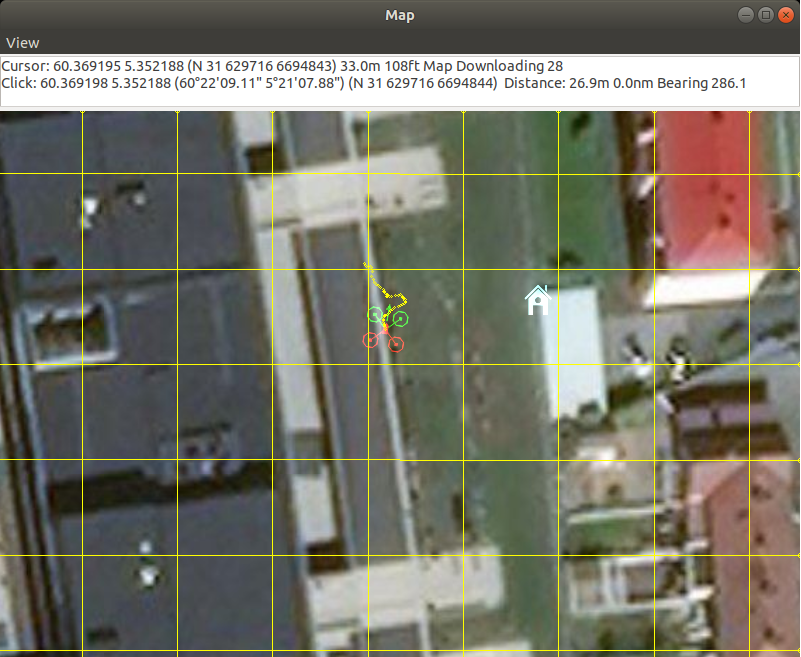 Map
View
Cursor: 60.369195 5.352188 (N 31 629716 6694843) 33.0m 108ft Map Downloading 28
Click: 60.369198 5.352188 (60°22'09.11" 5°21'07.88") (N 31 629716 6694844) Distance: 26.9m 0.0nm Bearing 286.1